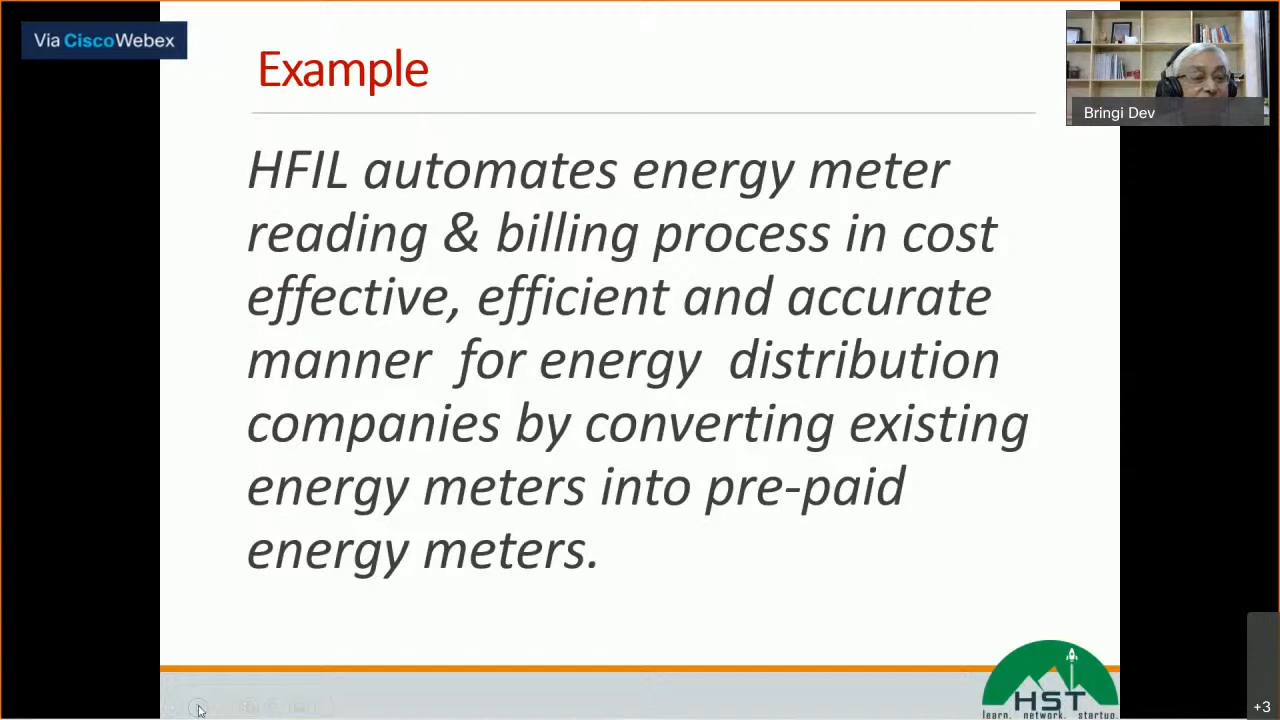 Via CiscoWebex
Example
Bringi Dev
HFIL automates energy meter
reading & billing process in cost
effective, efficient and accurate
manner for energy distribution
companies by converting existing
energy meters into pre-paid
energy meters.
HST
learn. network. startup.
+3